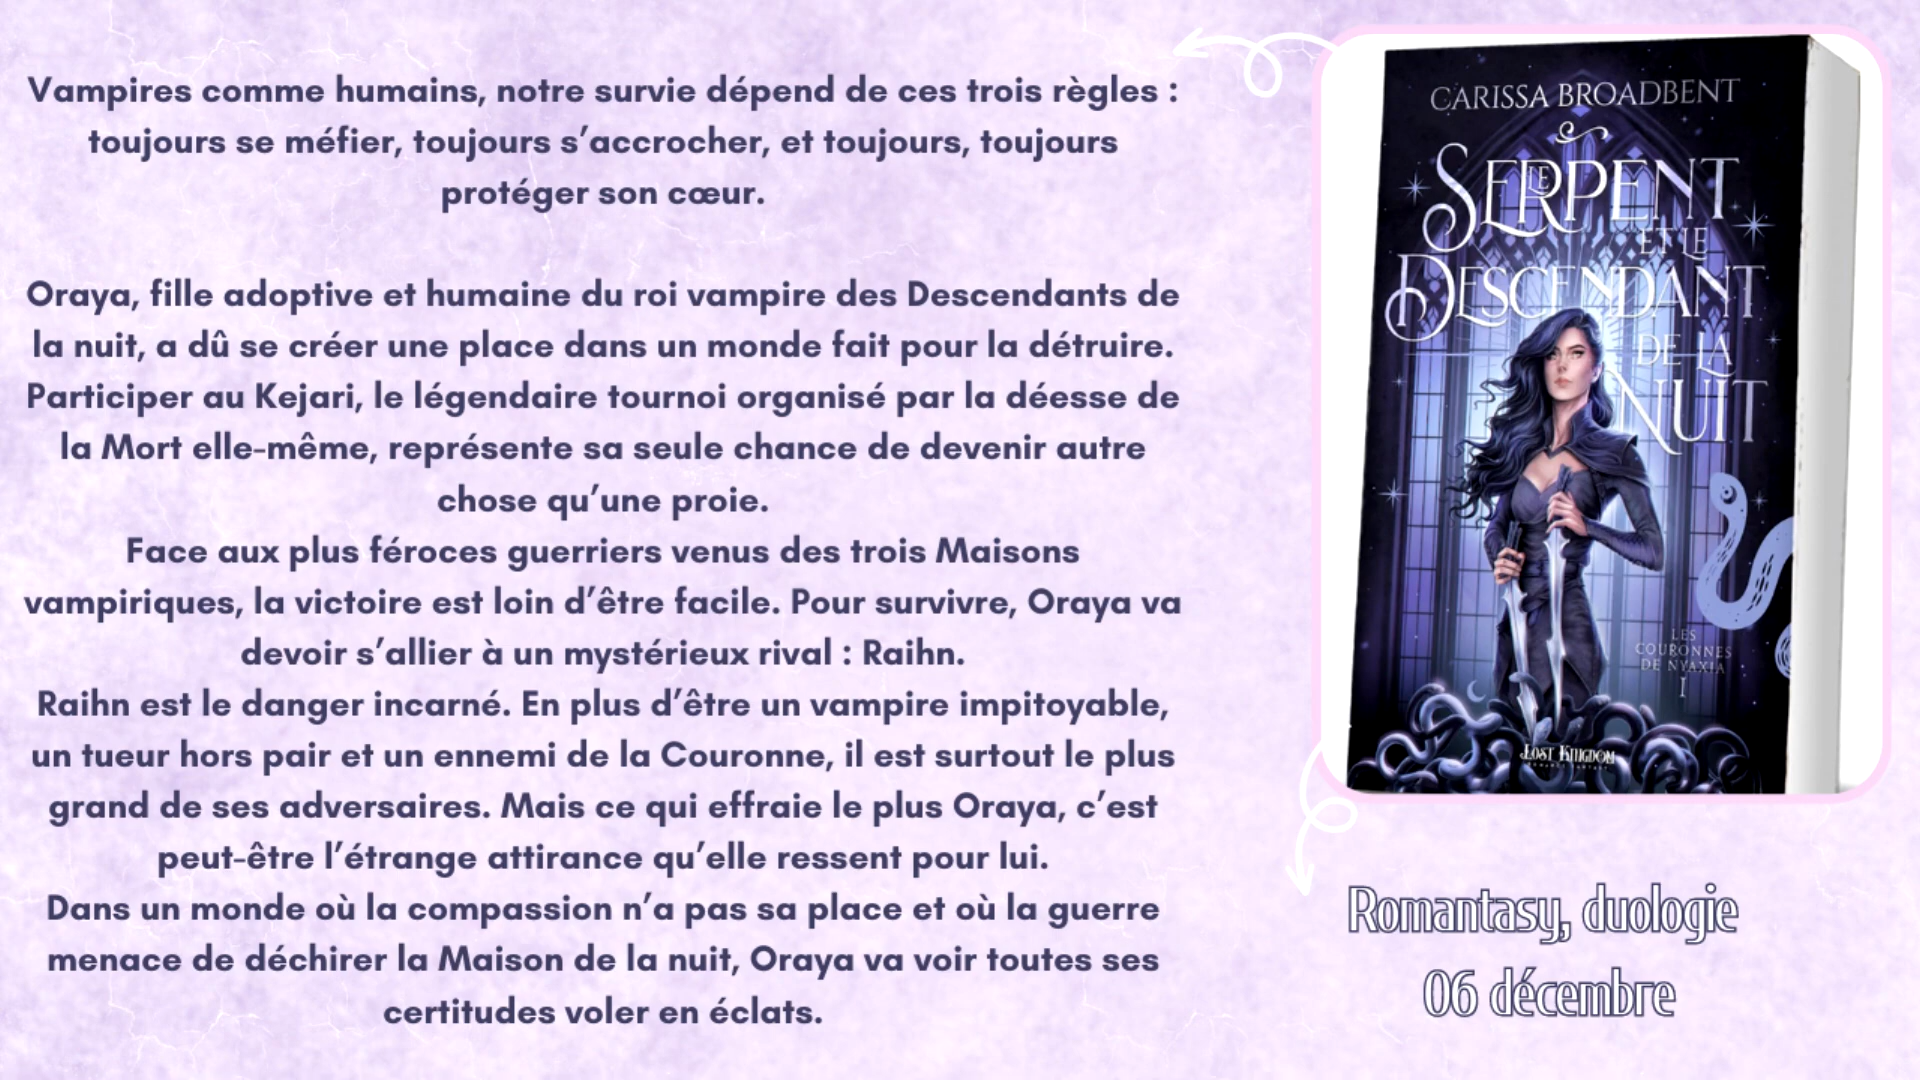 Vampires comme humains, notre survie dépend de ces trois règles :
toujours se méfier, toujours s’accrocher, et toujours, toujours
protéger son cœur.
Oraya, fille adoptive et humaine du roi vampire des Descendants de
la nuit, a dû se créer une place dans un monde fait pour la détruire.
Participer au Kejari, le légendaire tournoi organisé par la déesse de
la Mort elle-même, représente sa seule chance de devenir autre
chose qu’une proie.
Face aux plus féroces guerriers venus des trois Maisons
vampiriques, la victoire est loin d’être facile. Pour survivre, Oraya va
devoir s’allier à un mystérieux rival : Raihn.
Raihn est le danger incarné. En plus d’être un vampire impitoyable,
un tueur hors pair et un ennemi de la Couronne, il est surtout le plus
grand de ses adversaires. Mais ce qui effraie le plus Oraya, c’est
peut-être l’étrange attirance qu’elle ressent pour lui.
Dans un monde où la compassion n’a pas sa place et où la guerre
menace de déchirer la Maison de la nuit, Oraya va voir toutes ses
certitudes voler en éclats.
CARISSA BROADBENT
LE
SERPENT
ET LE
DESCENDANT
DE LA
NUIT
LES
COURONNES
DE NYAXIA
I
LOST KINGDOM
Romantasy, duologie
06 décembre